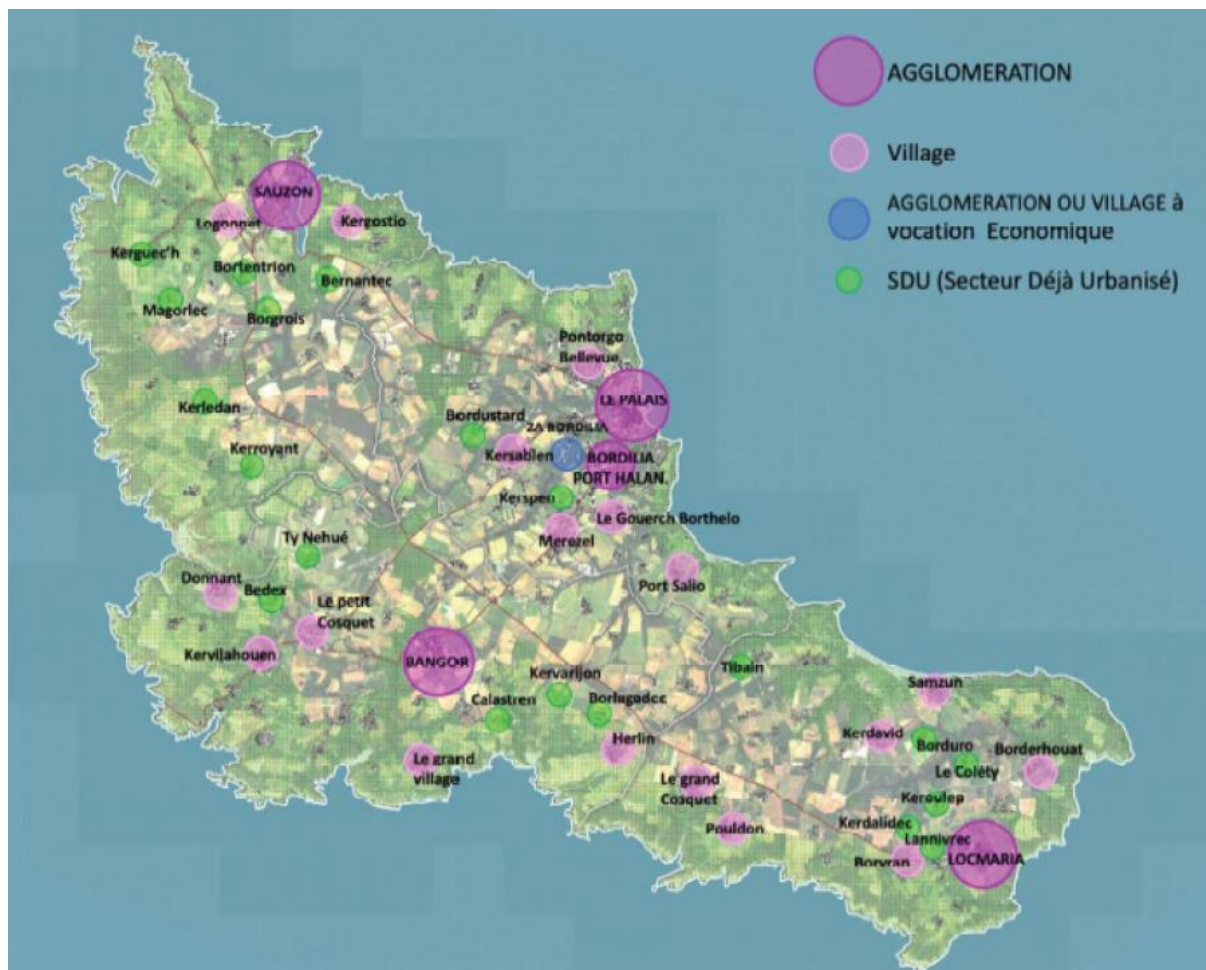 AGGLOMERATION
Village
AGGLOMERATION OU VILLAGE à
vocation Economique
SDU (Secteur Déjà Urbanisé)
SAUZON
Logonnet
Kergostio
Kerguec'h
Bortentrion
Bernantec
Magorlec
Borgrois
Pontorgo
Bellevue
LE PALAIS
Kerledan
Bordustard
ZA BORDILIA
Kerroyant
Kersablen
BORDILIA
PORT HALAN.
Kerspen
Le Gouerch Borthelo
Merezel
Ty Nehué
Port Salio
Donnant
Bedex
Le petit
Cosquet
Kervilahouen
BANGOR
Kervarijon
Tibain
Calastren
Borlagadec
Samzun
Herlin
Kerdavid
Borduro
Borderhouat
Le grand
village
Le Coléty
Le grand
Cosquet
Keroulep
Pouldon
Kerdalidec
Lannivrec
Borvran
LOCMARIA